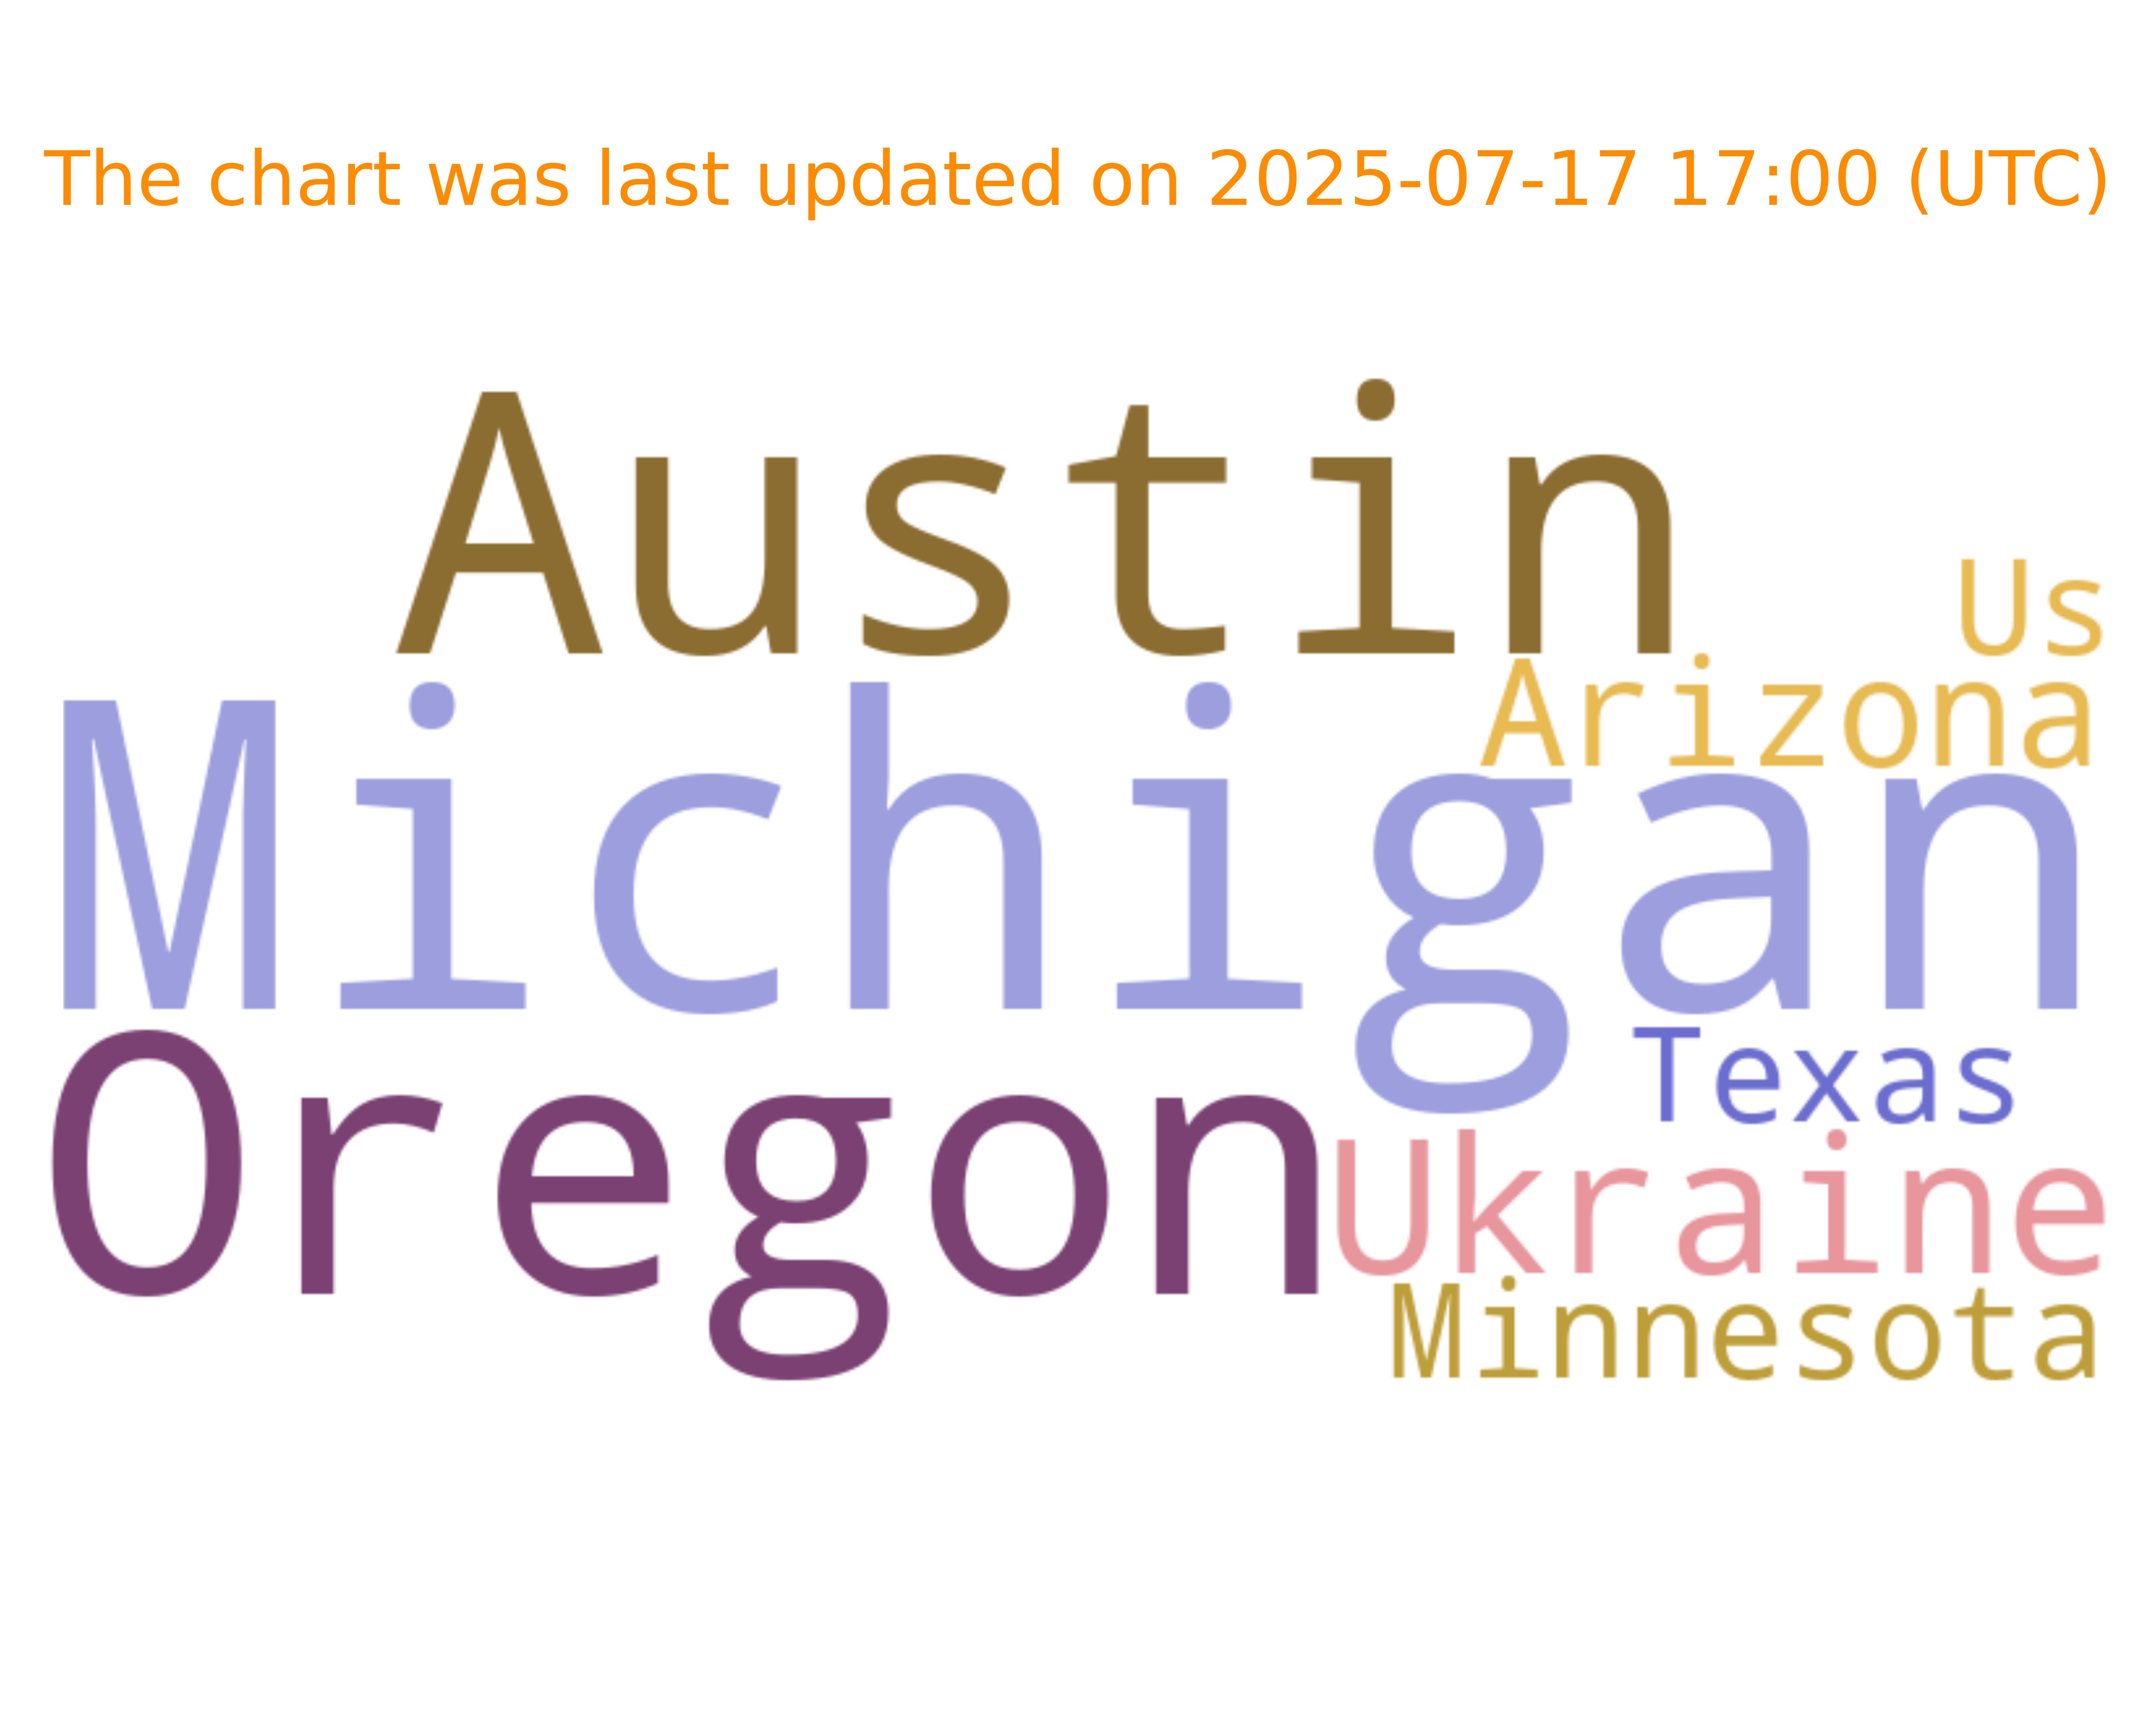 The chart was last updated on 2025-07-17 17:00 (UTC)
Austin
Us
Arizona
Michigan
Texas
Oregon
Ukraine
Minnesota